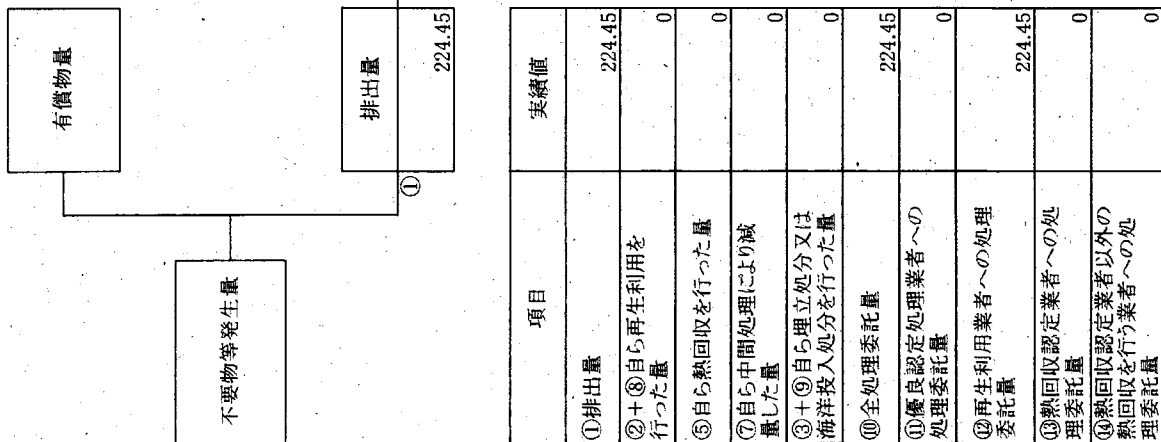 不要物等発生量
有償物量
排出量
①
224.45
項目
実績値
①排出量
224.45
②+⑧自ら再生利用を
行った量
0
⑤自ら熱回収を行った量
0
⑦自ら中間処理により減
量した量
0
③+⑨自ら埋立処分又は
海洋投入処分を行った量
0
⑩全処理委託量
224.45
⑪優良認定処理業者への
処理委託量
0
⑫再生利用業者への処理
委託量
224.45
⑬熱回収認定業者への処
理委託量
0
⑭熱回収認定業者以外の
熱回収を行う業者への処
理委託量
0